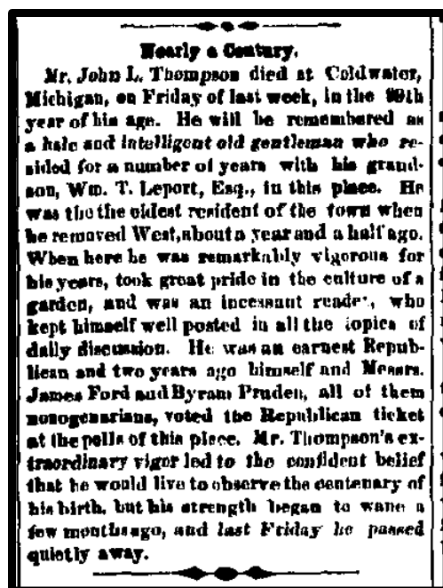 Nearly a Century.
Mr. John L. Thompson died at Coldwater,
Michigan, on Friday of last week, in the 99th
year of his age. He will be remembered as
a hale and intelligent old gentleman who re-
sided for a number of years with his grand-
son, Wm. T. Leport, Esq., in this place. He
was the the oldest resident of the town when
he removed West, about a year and a half ago.
When here he was remarkably vigorous for
his years, took great pride in the culture of a
garden, and was an incessant reader, who
kept himself well posted in all the topics of
daily discussion. He was an earnest Repub-
lican and two years ago himself and Messrs.
James Ford and Byram Pruden, all of them
nonogenarians, voted the Republican ticket
at the polls of this place. Mr. Thompson's ex-
traordinary vigor led to the confident belief
that he would live to observe the centenary of
his birth, but his strength began to wane a
few months ago, and last Friday he passed
quietly away.